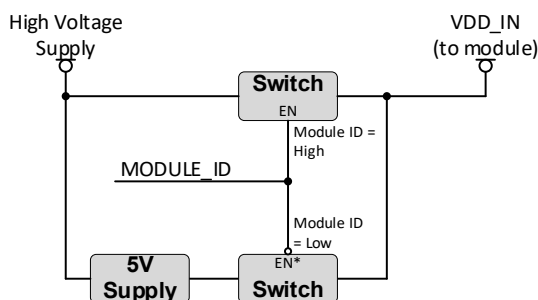 High Voltage
Supply
VDD_IN
(to module)
Switch
EN
Module ID =
High
MODULE_ID
Module ID
= Low
5V
Supply
EN*
Switch